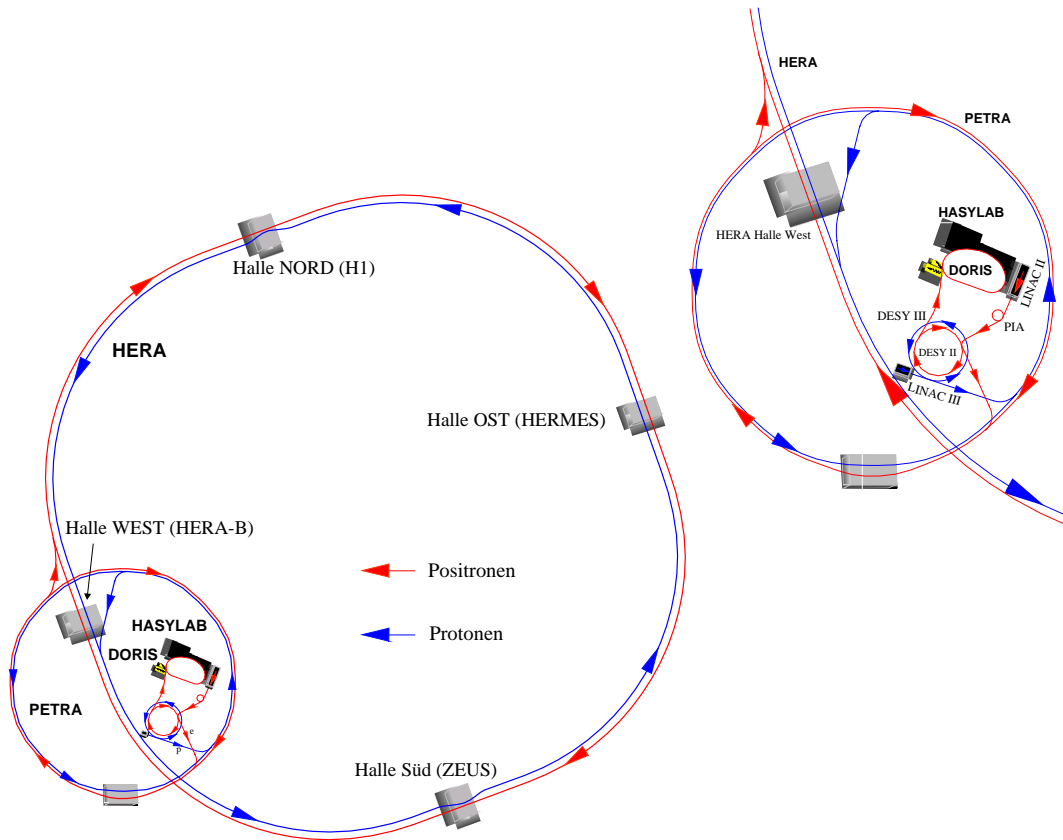 HERA
PETRA
HERA Halle West
HASYLAB
DORIS
LINAC II
PIA
DESY III
DESY II
LINAC III
Halle NORD (H1)
HERA
Halle OST (HERMES)
Halle WEST (HERA-B)
Positronen
Protonen
HASYLAB
DORIS
PETRA
e
p
Halle Süd (ZEUS)